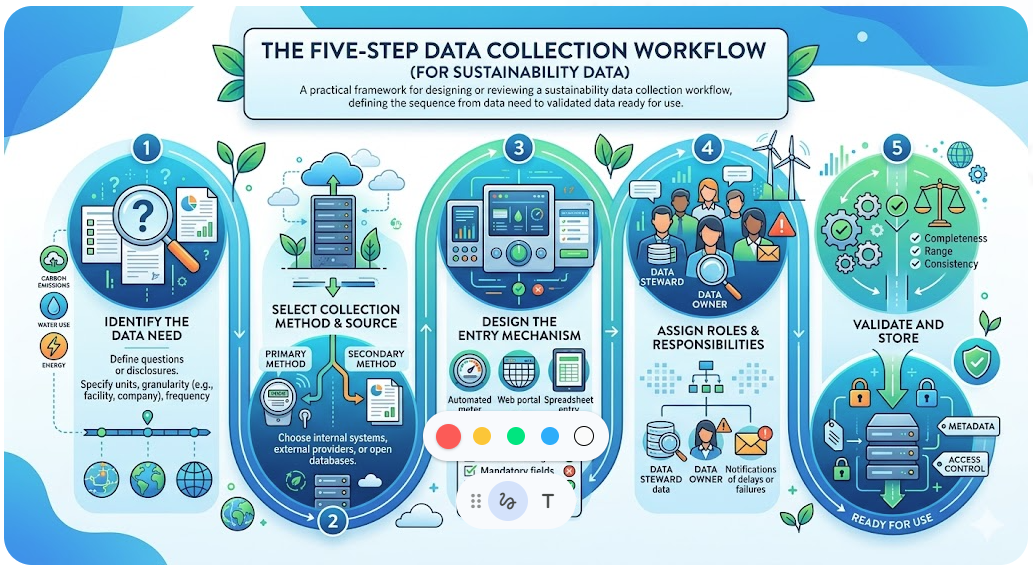 THE FIVE-STEP DATA COLLECTION WORKFLOW
(FOR SUSTAINABILITY DATA)
A practical framework for designing or reviewing a sustainability data collection workflow,
defining the sequence from data need to validated data ready for use.
1
?
CARBON
EMISSIONS
WATER USE
ENERGY
IDENTIFY THE
DATA NEED
Define questions
or disclosures.
Specify units, granularity (e.g.,
facility, company), frequency
SELECT COLLECTION
METHOD & SOURCE
PRIMARY
METHOD
SECONDARY
METHOD
Choose internal systems,
external providers, or open
databases.
2
3
DESIGN THE
ENTRY MECHANISM
Automated
meter
Web portal
Spreadsheet
entry
Mandatory fields
T
4
DATA
STEWARD
DATA
OWNER
ASSIGN ROLES &
RESPONSIBILITIES
DATA
STEWARD
data
DATA
OWNER
Notifications
of delays or
failures
5
Completeness
Range
Consistency
VALIDATE AND
STORE
METADATA
ACCESS
CONTROL
READY FOR USE